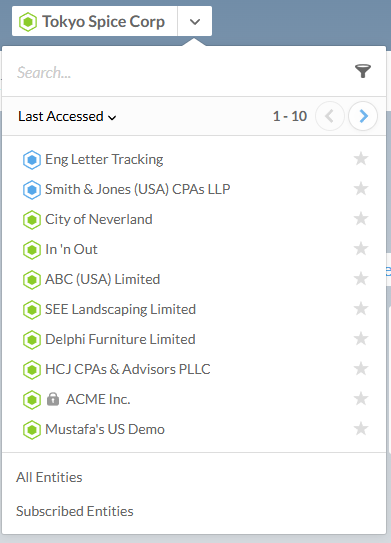 Tokyo Spice Corp
Search...
Last Accessed 1 - 10
Eng Letter Tracking
Smith & Jones (USA) CPAs LLP
City of Neverland
In 'n Out
ABC (USA) Limited
SEE Landscaping Limited
Delphi Furniture Limited
HCJ CPAs & Advisors PLLC
ACME Inc.
Mustafa's US Demo
All Entities
Subscribed Entities